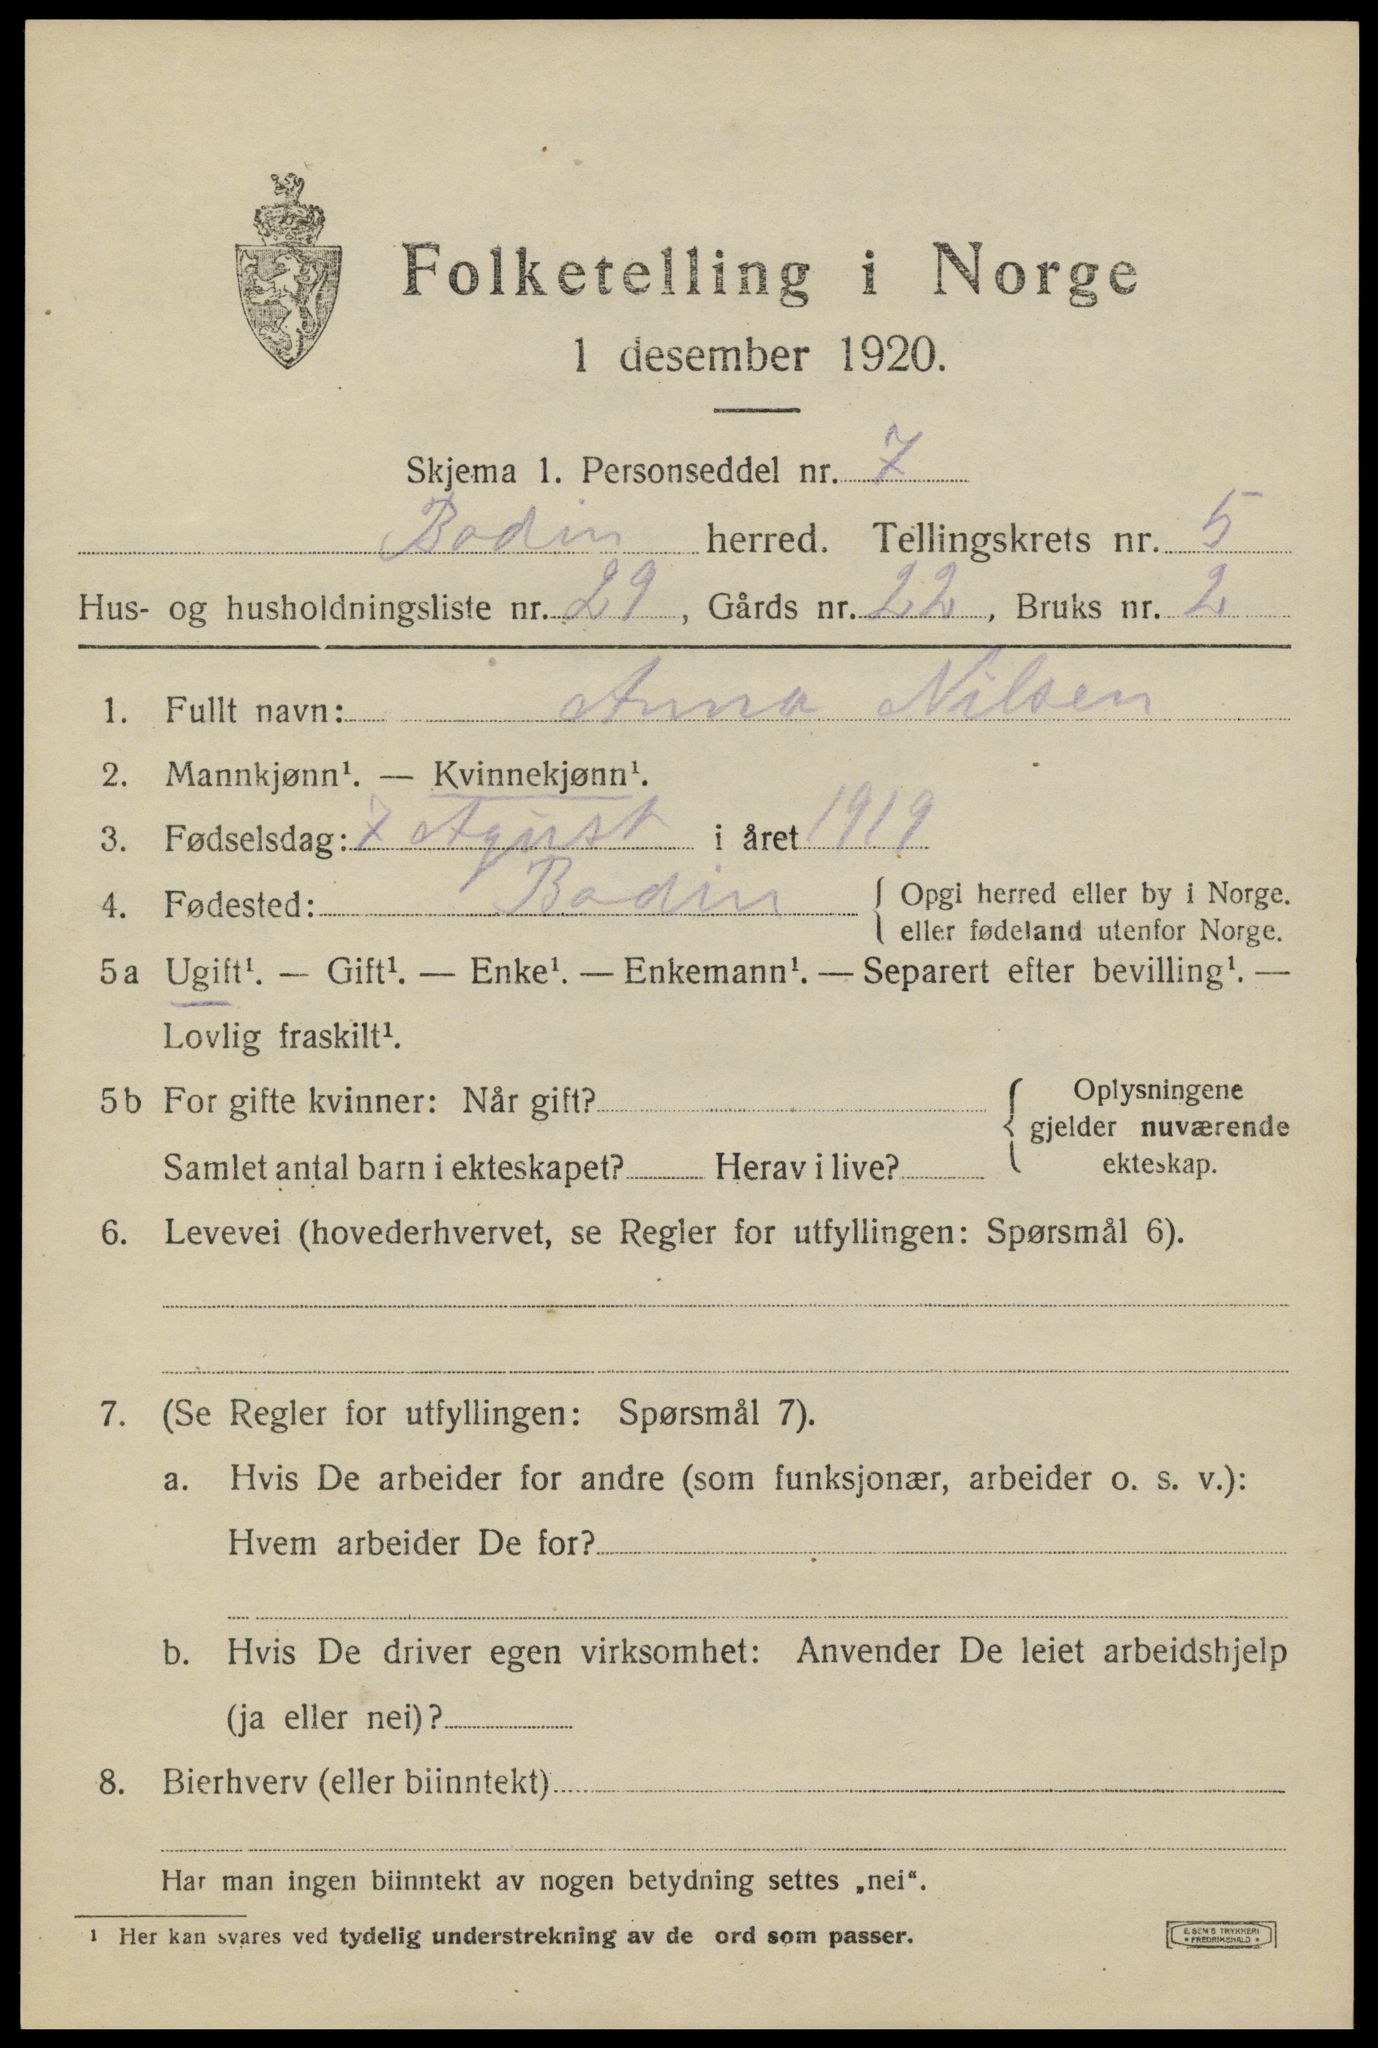 Folketelling i Norge
1 desember 1920.
Skjema 1. Personseddel nr. 7
Bodin herred. Tellingskrets nr. 5
Hus- og husholdningsliste nr. 29, Gårds nr. 22, Bruks nr. 2
1. Fullt navn: Anna Nilsen
2. Mannkjønn¹. — Kvinnekjønn¹.
3. Fødselsdag: 7 Agust i året 1919
4. Fødested: Bodin { Opgi herred eller by i Norge.
eller fødeland utenfor Norge.
5a Ugift¹. — Gift¹. — Enke¹. — Enkemann¹. — Separert efter bevilling¹. —
Lovlig fraskilt¹.
5b For gifte kvinner: Når gift?
Samlet antal barn i ekteskapet? Herav i live?
{ Oplysningene
gjelder nuværende
ekteskap.
6. Levevei (hovederhvervet, se Regler for utfyllingen: Spørsmål 6).
7. (Se Regler for utfyllingen: Spørsmål 7).
a. Hvis De arbeider for andre (som funksjonær, arbeider o. s. v.):
Hvem arbeider De for?
b. Hvis De driver egen virksomhet: Anvender De leiet arbeidshjelp
(ja eller nei)?
8. Bierhverv (eller biinntekt)
Har man ingen biinntekt av nogen betydning settes „nei“.
¹ Her kan svares ved tydelig understrekning av de ord som passer.
E. SEM'S TRYKKERI
* FREDRIKSHALD *